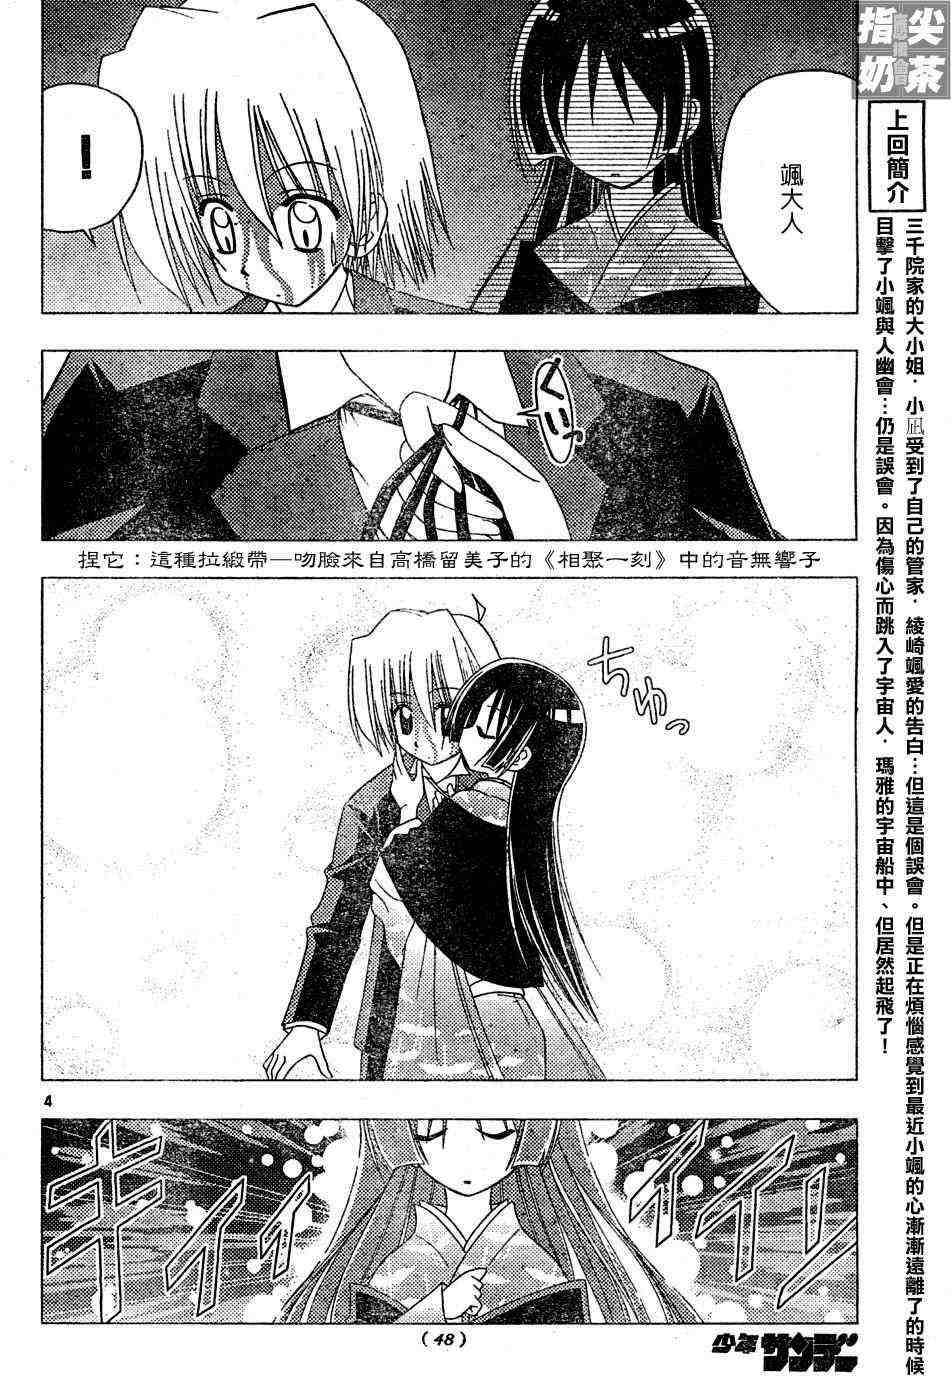 指尖
奶茶
颯大人
!
くいっ
捏它：這種拉緞帶—吻臉來自高橋留美子的《相聚一刻》中的音無響子
ちゅっ
4
(48)
少年サンデー
上回簡介
三千院家的大小姐．小凪受到了自己的管家．綾崎颯愛的告白…但這是個誤會。但是正在煩惱感覺到最近小颯的心漸漸遠離了的時候
目擊了小颯與人幽會…仍是誤會。因為傷心而跳入了宇宙人．瑪雅的宇宙船中、但居然起飛了！